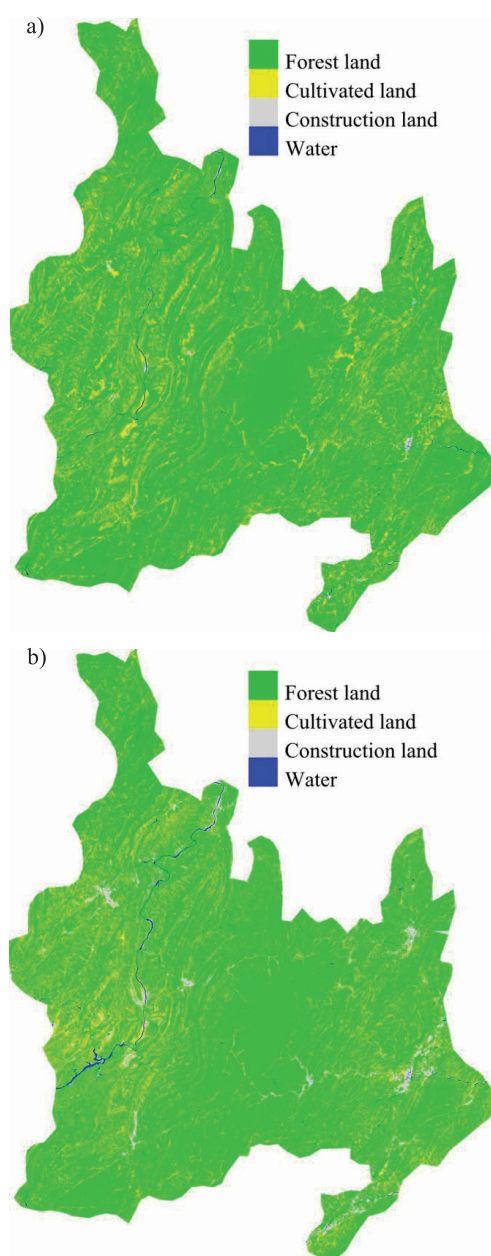 a)
Forest land
Cultivated land
Construction land
Water
b)
Forest land
Cultivated land
Construction land
Water